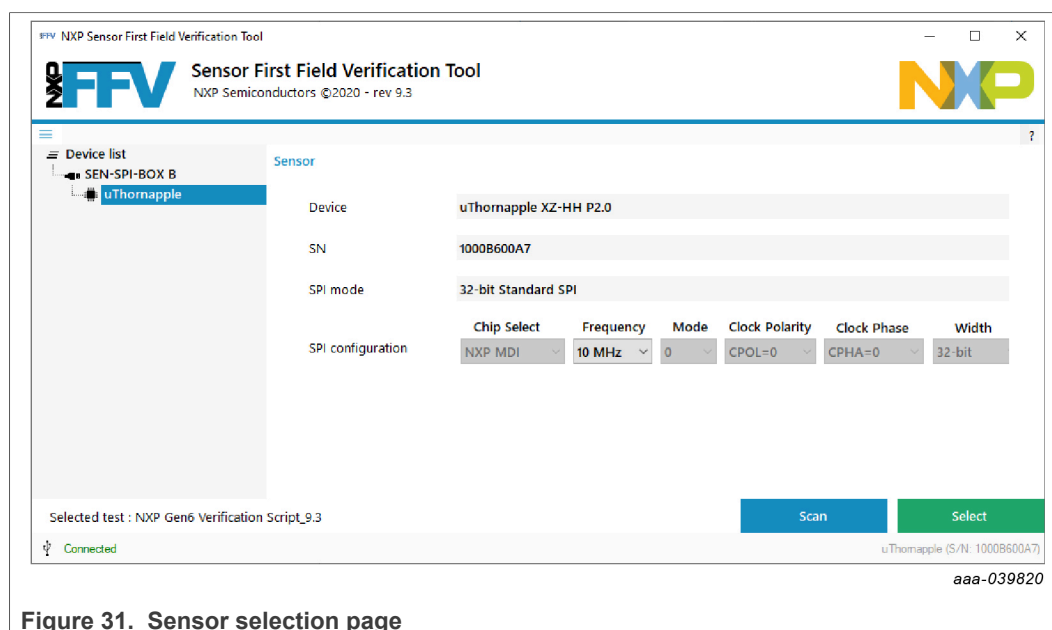 FFV NXP Sensor First Field Verification Tool
NXP FFV
Sensor First Field Verification Tool
NXP Semiconductors ©2020 - rev 9.3
NXP
?
Device list
SEN-SPI-BOX B
uThornapple
Sensor
Device uThornapple XZ-HH P2.0
SN 1000B600A7
SPI mode 32-bit Standard SPI
Chip Select Frequency Mode Clock Polarity Clock Phase Width
SPI configuration NXP MDI 10 MHz 0 CPOL=0 CPHA=0 32-bit
Selected test : NXP Gen6 Verification Script_9.3
Scan Select
Connected uThornapple (S/N: 1000B600A7)
aaa-039820
Figure 31. Sensor selection page